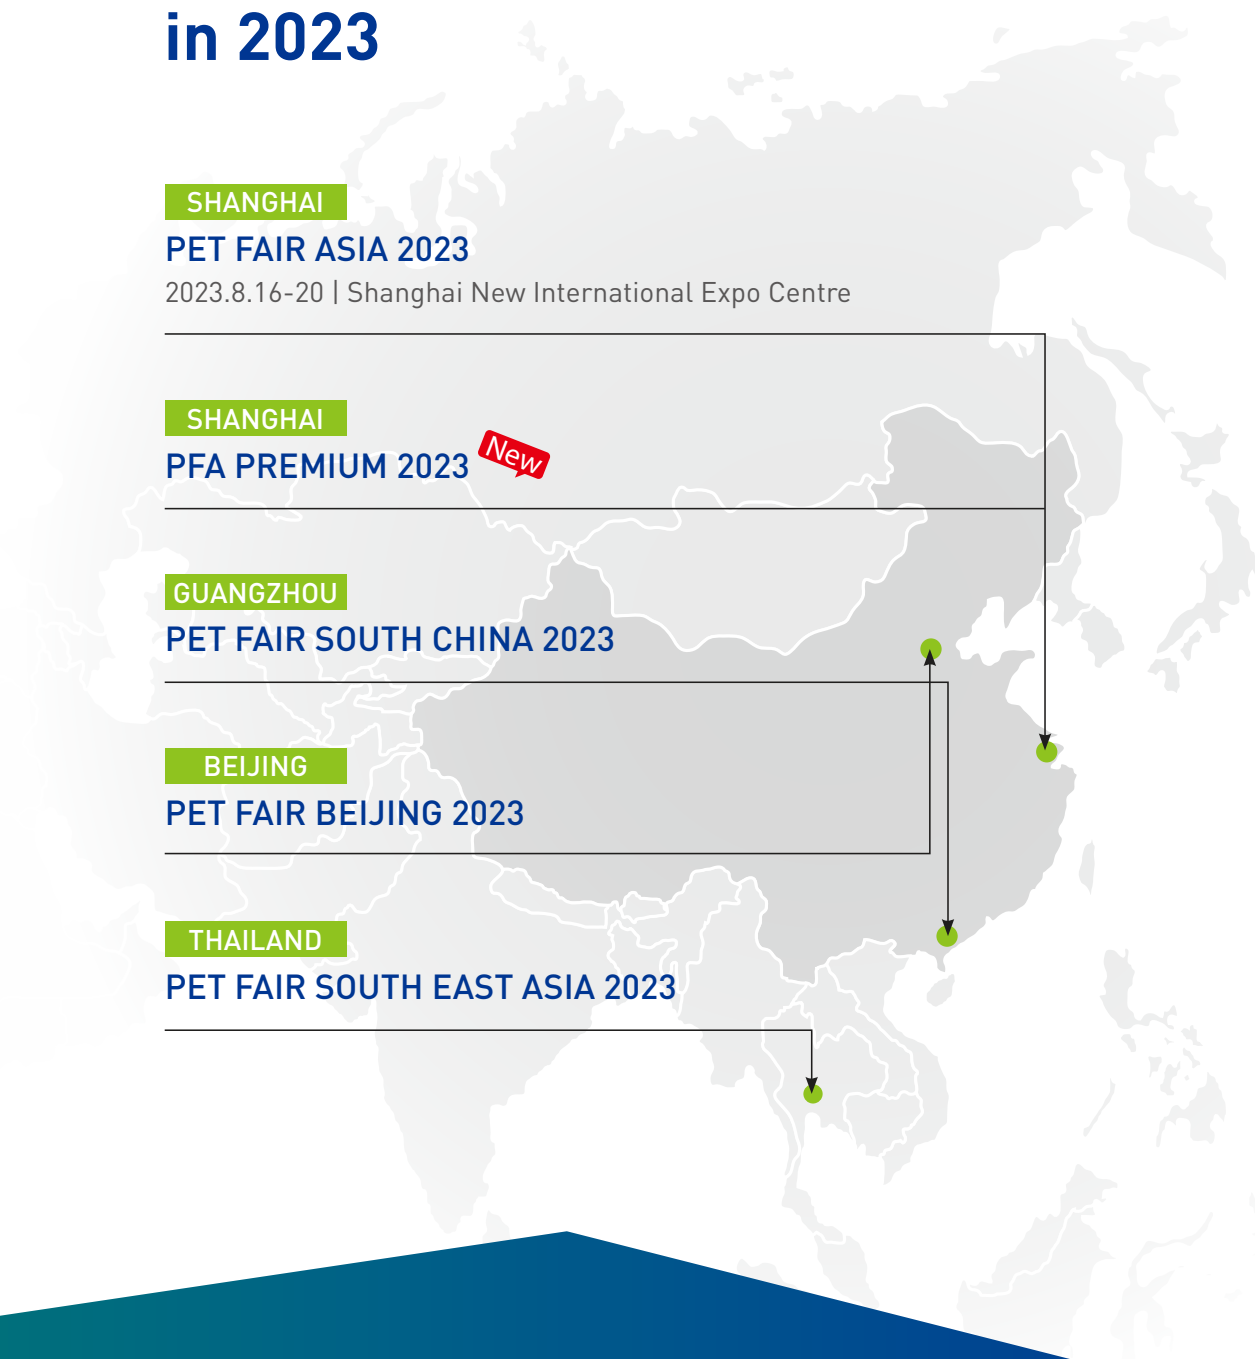 in 2023
SHANGHAI
PET FAIR ASIA 2023
2023.8.16-20 | Shanghai New International Expo Centre
SHANGHAI
PFA PREMIUM 2023 New
GUANGZHOU
PET FAIR SOUTH CHINA 2023
BEIJING
PET FAIR BEIJING 2023
THAILAND
PET FAIR SOUTH EAST ASIA 2023